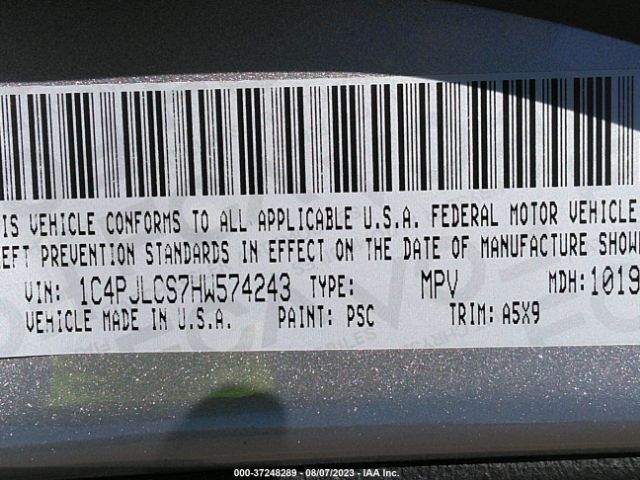 IS VEHICLE CONFORMS TO ALL APPLICABLE U.S.A. FEDERAL MOTOR VEHICLE
EFT PREVENTION STANDARDS IN EFFECT ON THE DATE OF MANUFACTURE SHOW
VIN: 1C4PJLCS7HW574243 TYPE: MPV MDH: 1019
VEHICLE MADE IN U.S.A. PAINT: PSC TRIM: A5X9
000-37248289 - 08/07/2023 - IAA Inc.